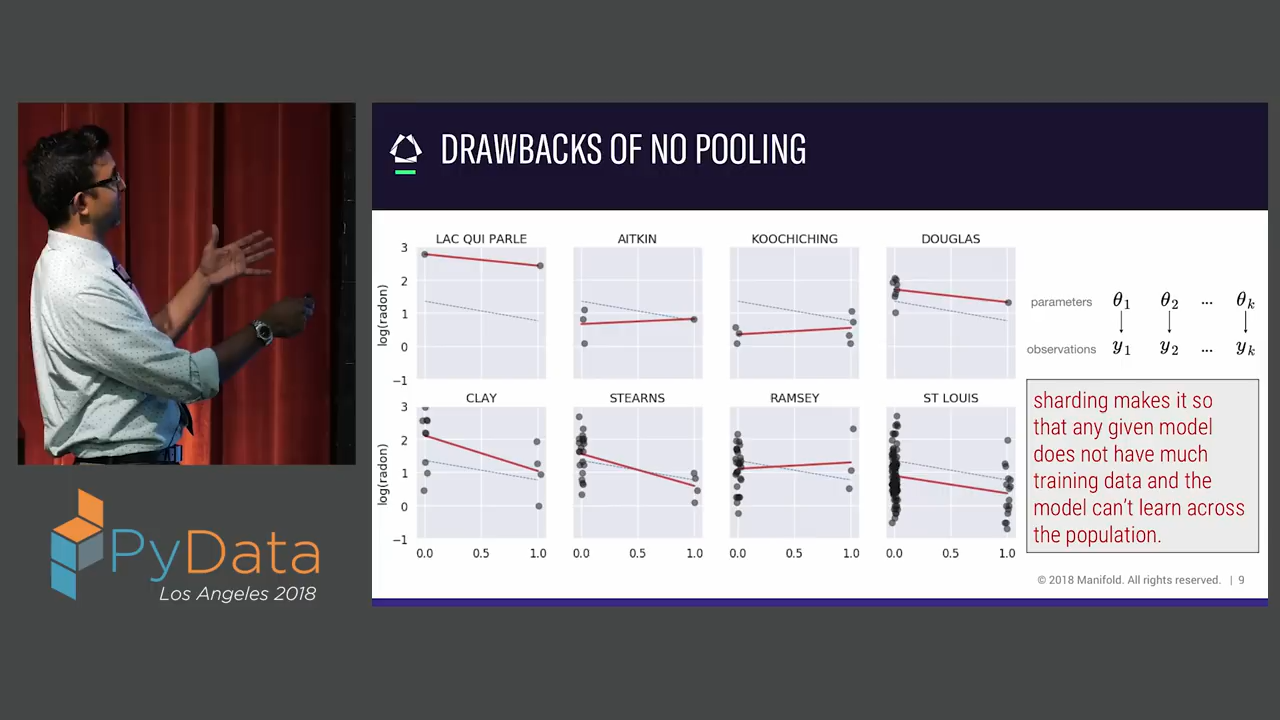 DRAWBACKS OF NO POOLING
LAC QUI PARLE
AITKIN
KOOCHICHING
DOUGLAS
log(radon)
3
2
1
0
−1
CLAY
STEARNS
RAMSEY
ST LOUIS
log(radon)
3
2
1
0
−1
0.0 0.5 1.0
0.0 0.5 1.0
0.0 0.5 1.0
0.0 0.5 1.0
parameters θ1 θ2 ... θk
observations y1 y2 ... yk
sharding makes it so
that any given model
does not have much
training data and the
model can't learn across
the population.
© 2018 Manifold. All rights reserved. | 9
PyData
Los Angeles 2018